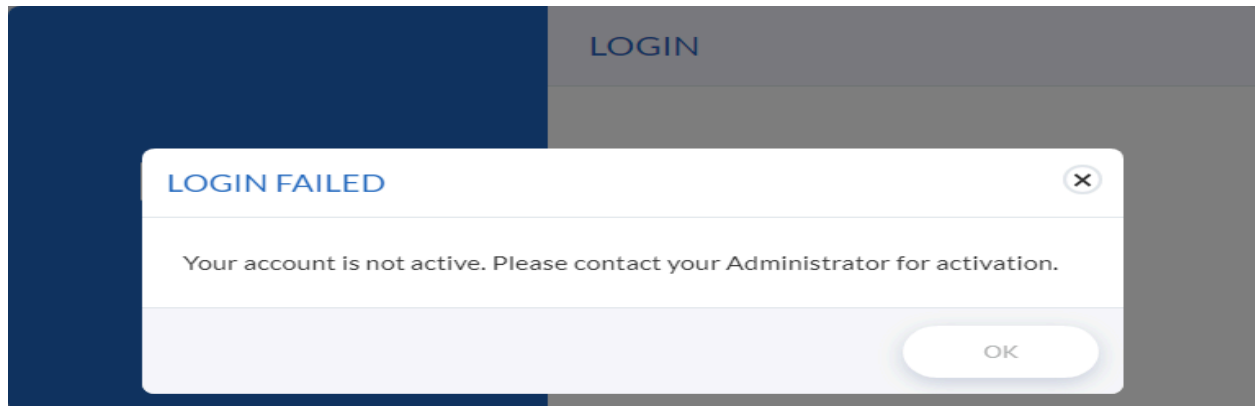 LOGIN
LOGIN FAILED
Your account is not active. Please contact your Administrator for activation.
OK